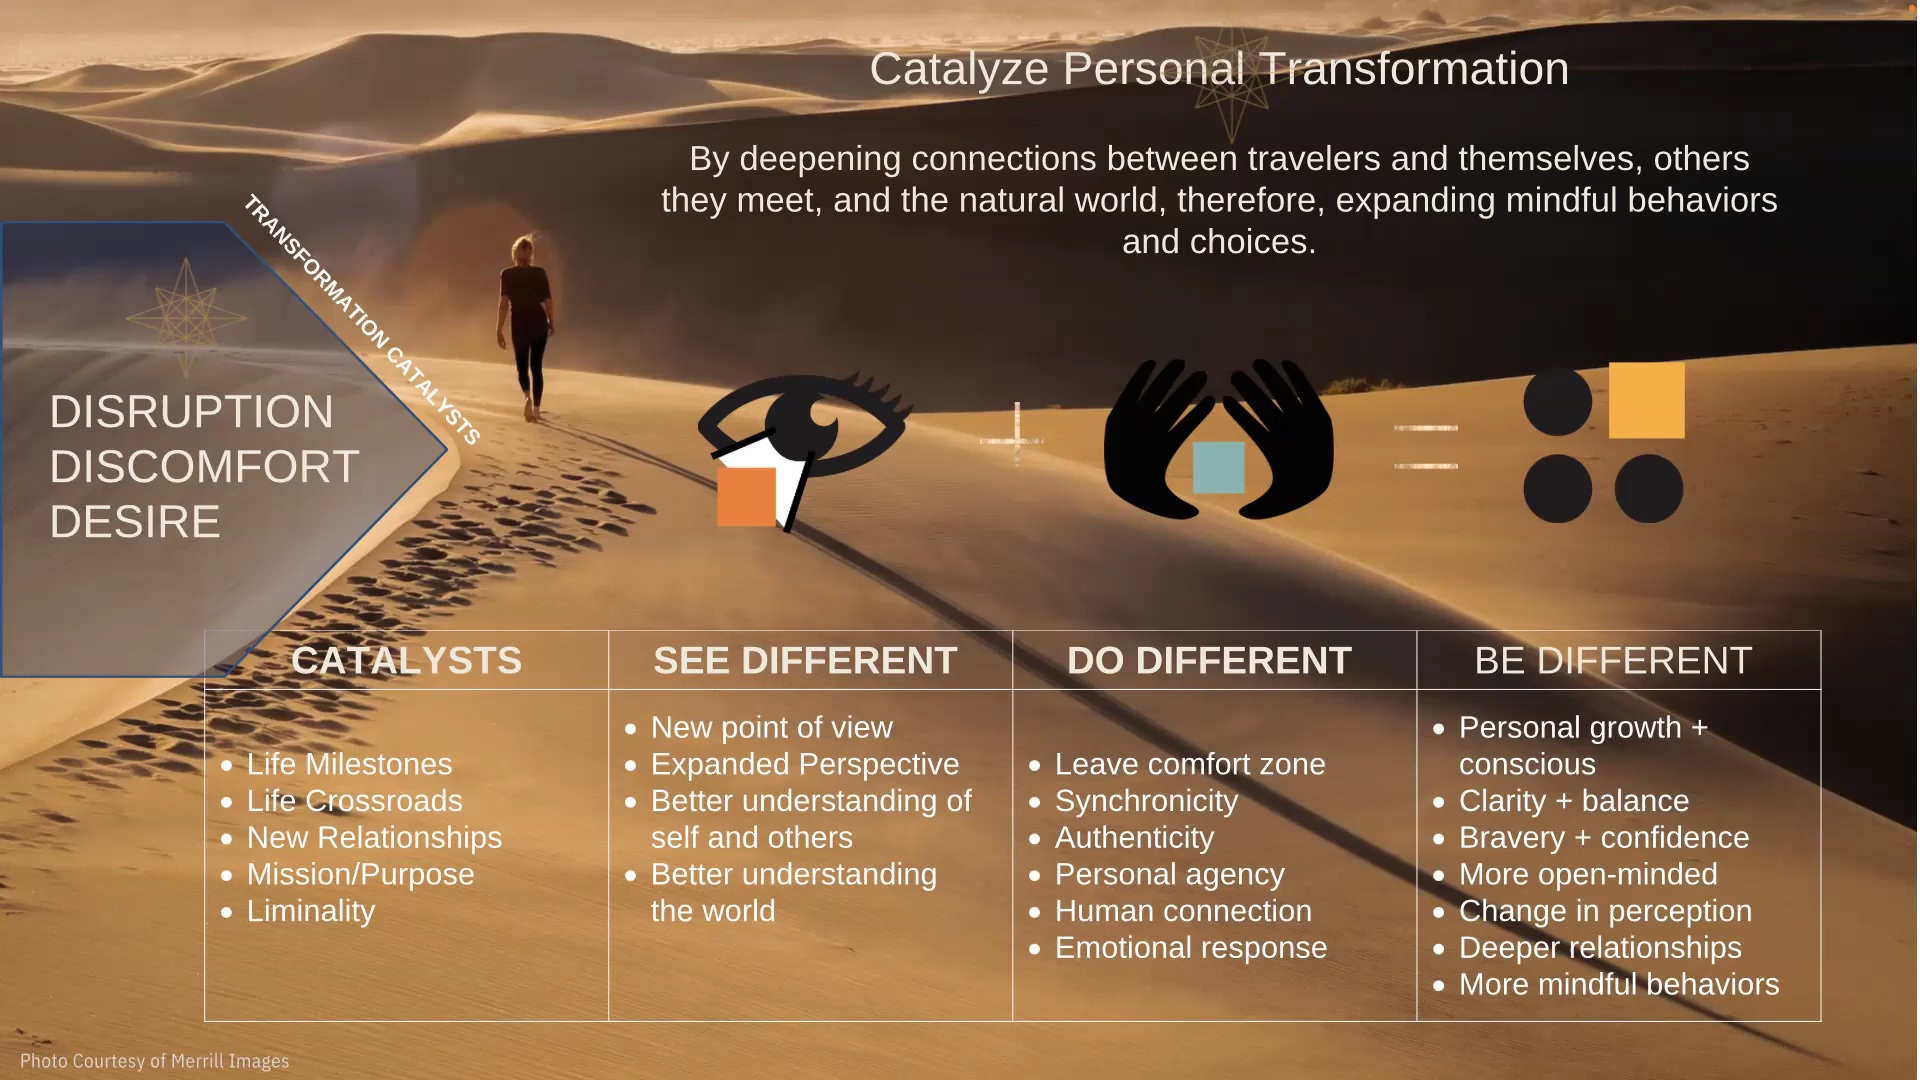 Catalyze Personal Transformation
By deepening connections between travelers and themselves, others
they meet, and the natural world, therefore, expanding mindful behaviors
and choices.
TRANSFORMATION CATALYSTS
DISRUPTION
DISCOMFORT
DESIRE
CATALYSTS
Life Milestones
Life Crossroads
New Relationships
Mission/Purpose
Liminality
SEE DIFFERENT
New point of view
Expanded Perspective
Better understanding of
self and others
Better understanding
the world
DO DIFFERENT
Leave comfort zone
Synchronicity
Authenticity
Personal agency
Human connection
Emotional response
BE DIFFERENT
Personal growth +
conscious
Clarity + balance
Bravery + confidence
More open-minded
Change in perception
Deeper relationships
More mindful behaviors
Photo Courtesy of Merrill Images